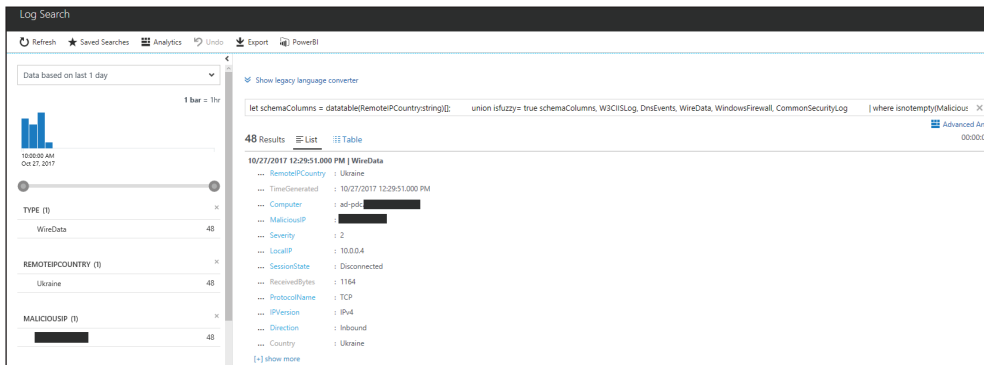 Log Search
Refresh Saved Searches Analytics Undo Export PowerBI
Data based on last 1 day
1 bar = 1hr
10:00:00 AM
Oct 27, 2017
TYPE (1)
WireData 48
REMOTEIPCOUNTRY (1)
Ukraine 48
MALICIOUSIP (1)
48
Show legacy language converter
let schemaColumns = datatable(RemoteIPCountry:string)[]; union isfuzzy= true schemaColumns, W3CIISLog, DnsEvents, WireData, WindowsFirewall, CommonSecurityLog | where isnotempty(Malicious
Advanced An
48 Results List Table
00:00:0
10/27/2017 12:29:51.000 PM | WireData
... RemoteIPCountry : Ukraine
... TimeGenerated : 10/27/2017 12:29:51.000 PM
... Computer : ad-pdc.
... MaliciousIP :
... Severity : 2
... LocalIP : 10.0.0.4
... SessionState : Disconnected
... ReceivedBytes : 1164
... ProtocolName : TCP
... IPVersion : IPv4
... Direction : Inbound
... Country : Ukraine
[+] show more